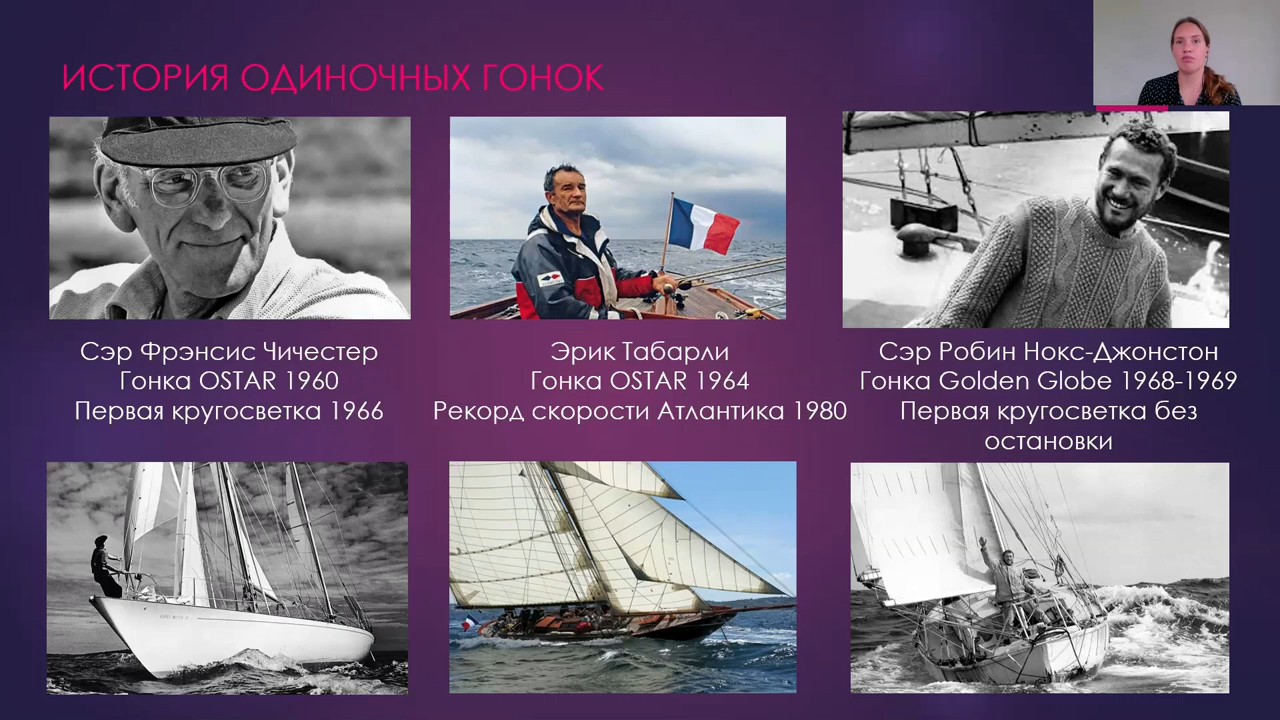 ИСТОРИЯ ОДИНОЧНЫХ ГОНОК
Сэр Фрэнсис Чичестер
Гонка OSTAR 1960
Первая кругосветка 1966
Эрик Табарли
Гонка OSTAR 1964
Рекорд скорости Атлантика 1980
Сэр Робин Нокс-Джонстон
Гонка Golden Globe 1968-1969
Первая кругосветка без
остановки